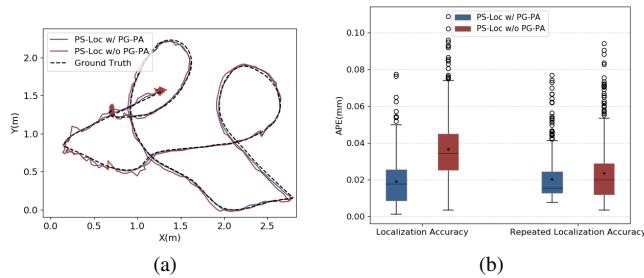 PS-Loc w/ PG-PA
PS-Loc w/o PG-PA
Ground Truth
2.0
1.5
1.0
0.5
0.0
Y(m)
0.0 0.5 1.0 1.5 2.0 2.5
X(m)
(a)
PS-Loc w/ PG-PA
PS-Loc w/o PG-PA
0.10
0.08
0.06
0.04
0.02
0.00
APE(mm)
Localization Accuracy Repeated Localization Accuracy
(b)